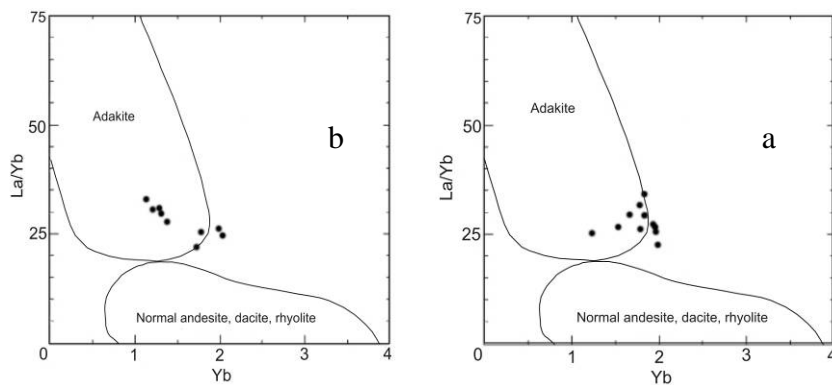 75
Adakite
b
50
La/Yb
25
Normal andesite, dacite, rhyolite
0
1
2
3
4
Yb
75
Adakite
a
50
La/Yb
25
Normal andesite, dacite, rhyolite
0
1
2
3
4
Yb